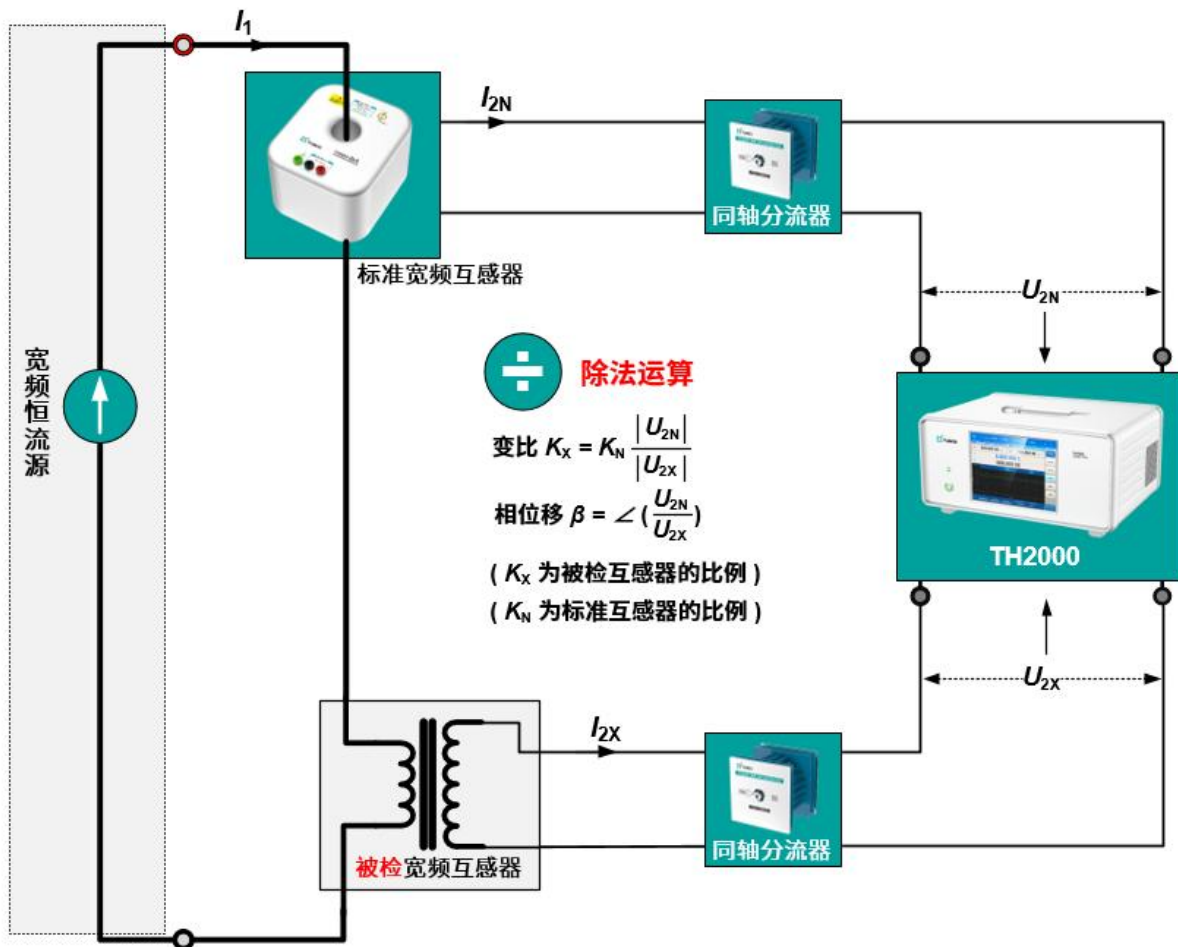 I₁
I₂N
同轴分流器
标准宽频互感器
U₂N
宽频恒流源
÷ 除法运算
变比 Kx = KN |U₂N| / |U₂X|
相位移 β = ∠ (U₂N / U₂X)
TH2000
( Kx 为被检互感器的比例 )
( KN 为标准互感器的比例 )
U₂X
I₂X
同轴分流器
被检宽频互感器